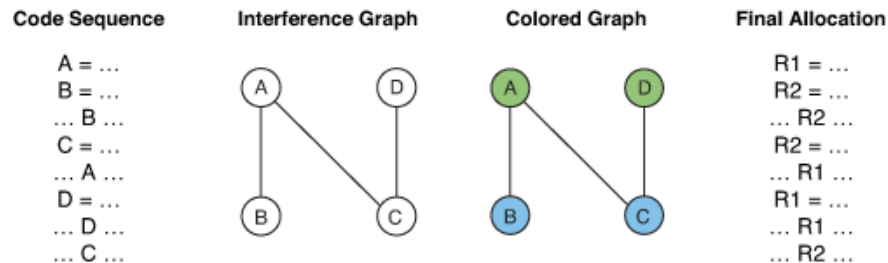 Code Sequence
A = ...
B = ...
... B ...
C = ...
... A ...
D = ...
... D ...
... C ...
Interference Graph
A
D
B
C
Colored Graph
A
D
B
C
Final Allocation
R1 = ...
R2 = ...
... R2 ...
R2 = ...
... R1 ...
R1 = ...
... R1 ...
... R2 ...